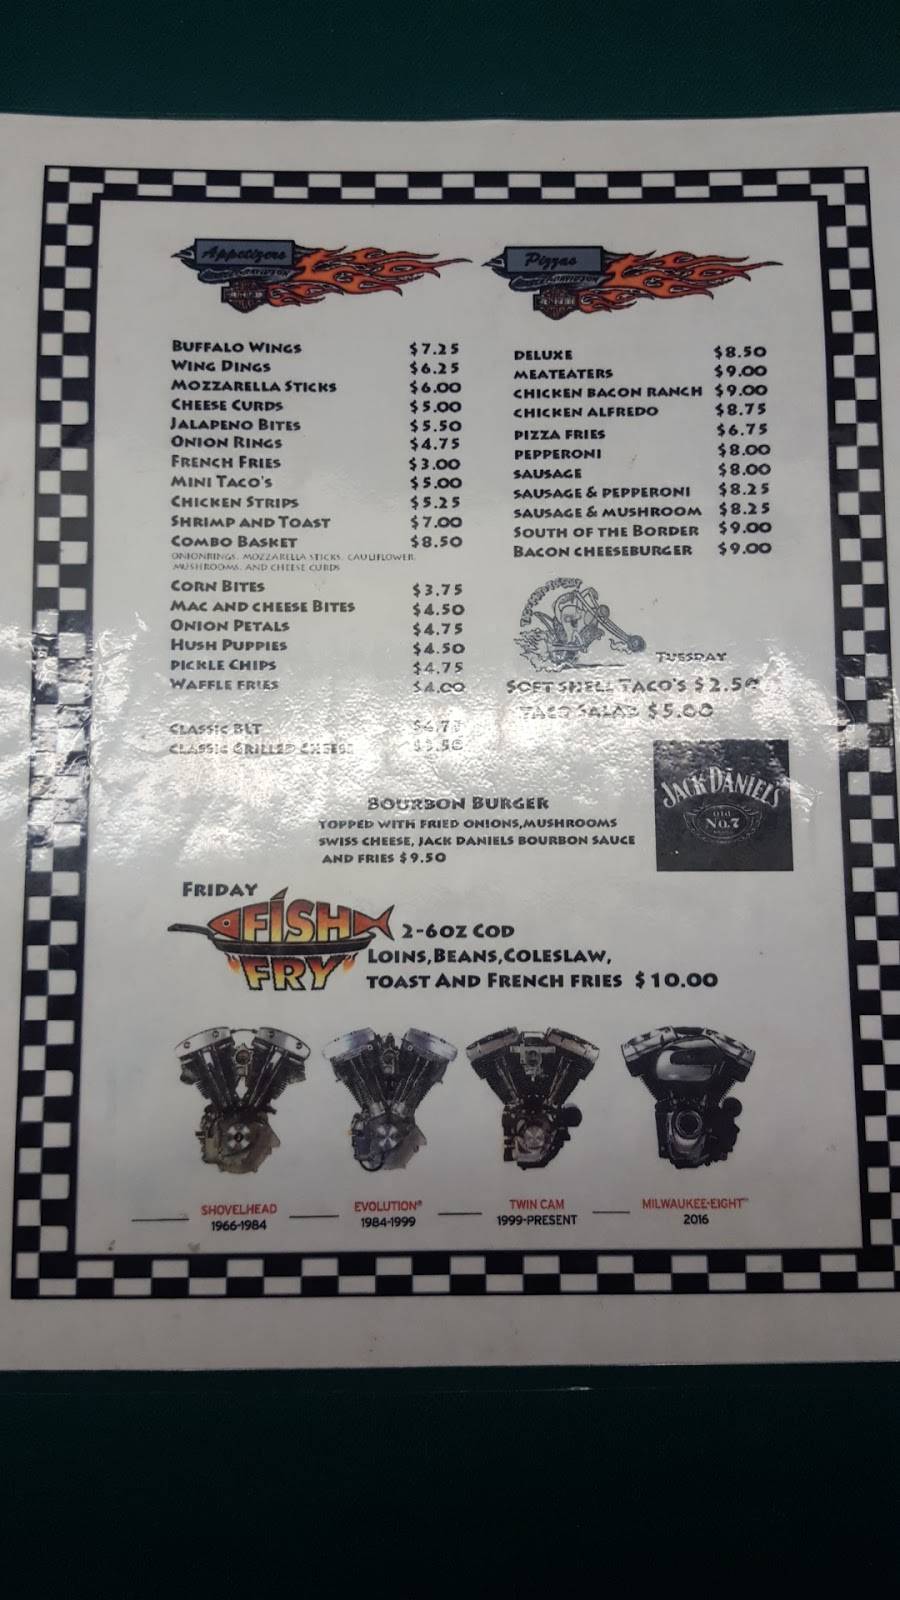 Appetizers
BUFFALO WINGS $7.25
WING DINGS $6.25
MOZZARELLA STICKS $6.00
CHEESE CURDS $5.00
JALAPENO BITES $5.50
ONION RINGS $4.75
FRENCH FRIES $3.00
MINI TACO'S $5.00
CHICKEN STRIPS $5.25
SHRIMP AND TOAST $7.00
COMBO BASKET $8.50
ONIONRINGS, MOZZARELLA STICKS, CAULIFLOWER,
MUSHROOMS, AND CHEESE CURDS
CORN BITES $3.75
MAC AND CHEESE BITES $4.50
ONION PETALS $4.75
HUSH PUPPIES $4.50
PICKLE CHIPS $4.75
WAFFLE FRIES $4.00
CLASSIC BLT
CLASSIC GRILLED CHEESE
Pizzas
DELUXE $8.50
MEATEATERS $9.00
CHICKEN BACON RANCH $9.00
CHICKEN ALFREDO $8.75
PIZZA FRIES $6.75
PEPPERONI $8.00
SAUSAGE $8.00
SAUSAGE & PEPPERONI $8.25
SAUSAGE & MUSHROOM $8.25
SOUTH OF THE BORDER $9.00
BACON CHEESEBURGER $9.00
TUESDAY
SOFT SHELL TACO'S $2.50
TACO SALAD $5.00
JACK DANIEL'S
Old
No.7
BOURBON BURGER
TOPPED WITH FRIED ONIONS,MUSHROOMS
SWISS CHEESE, JACK DANIELS BOURBON SAUCE
AND FRIES $9.50
FRIDAY
FISH
"FRY"
2-6OZ COD
LOINS,BEANS,COLESLAW,
TOAST AND FRENCH FRIES $10.00
SHOVELHEAD
1966-1984
EVOLUTION®
1984-1999
TWIN CAM
1999-PRESENT
MILWAUKEE-EIGHT™
2016